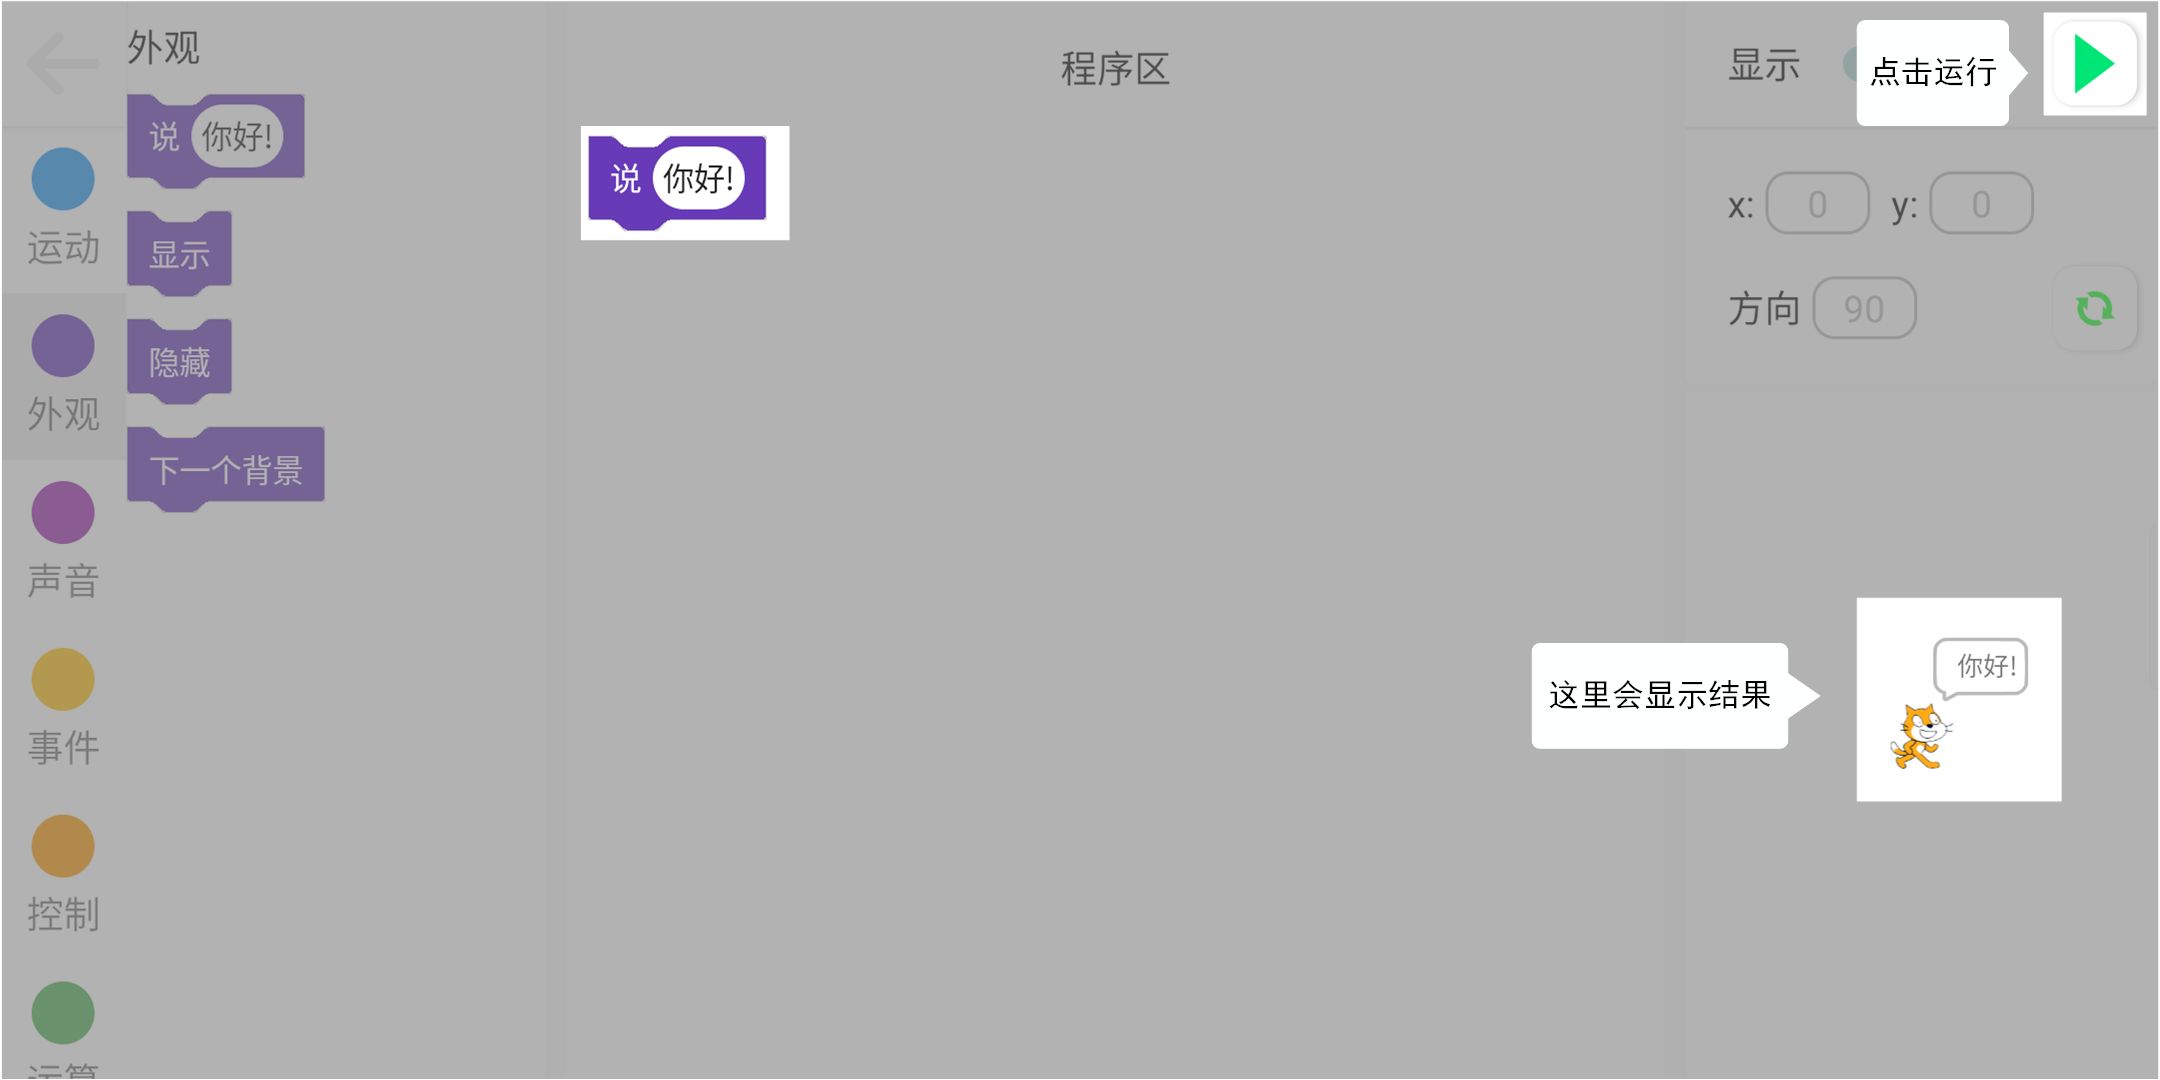 外观
程序区
显示
点击运行
说 你好!
显示
隐藏
下一个背景
运动
外观
声音
事件
控制
运算
说 你好!
x: 0 y: 0
方向 90
这里会显示结果
你好!